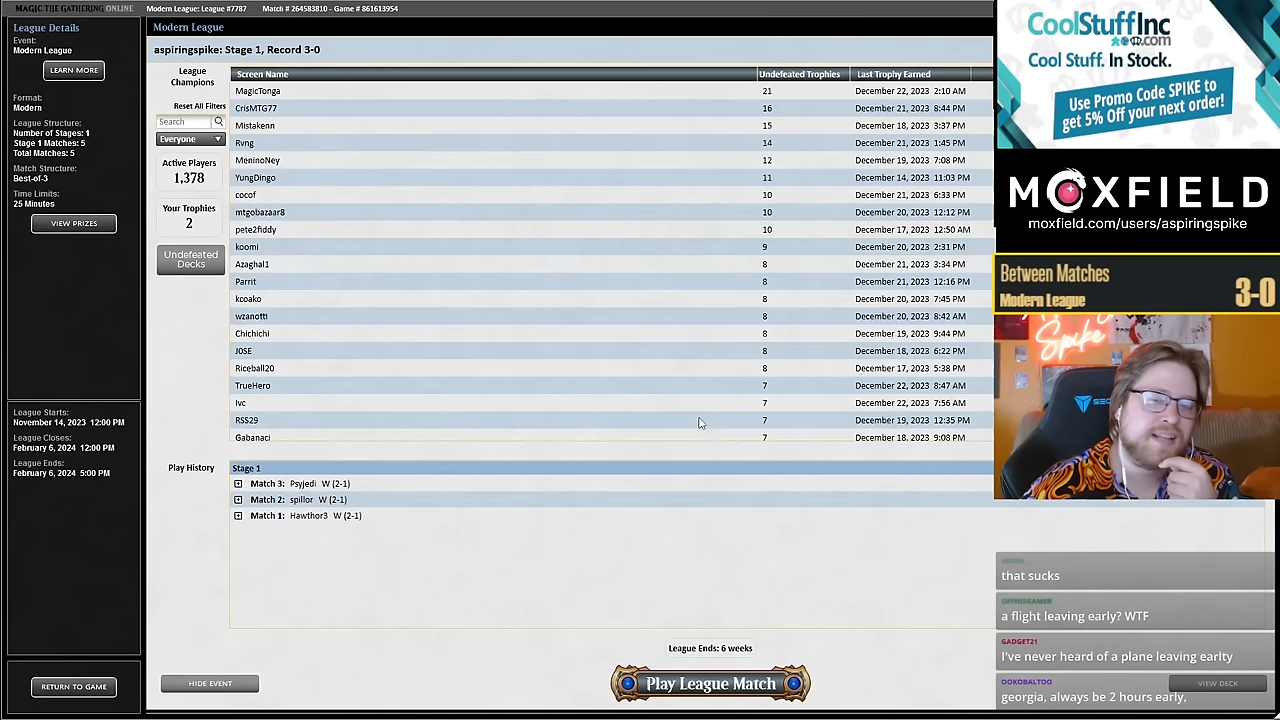 MAGIC THE GATHERING ONLINE
Modern League: League #7787
Match # 264583810 - Game # 861613954
League Details
Event:
Modern League
LEARN MORE
Format:
Modern
League Structure:
Number of Stages: 1
Stage 1 Matches: 5
Total Matches: 5
Match Structure:
Best-of-3
Time Limits:
25 Minutes
VIEW PRIZES
League Starts:
November 14, 2023 12:00 PM
League Closes:
February 6, 2024 12:00 PM
League Ends:
February 6, 2024 5:00 PM
RETURN TO GAME
Modern League
aspiringspike: Stage 1, Record 3-0
League
Champions
Reset All Filters
Search
Everyone
Active Players
1,378
Your Trophies
2
Undefeated
Decks
Screen Name Undefeated Trophies Last Trophy Earned
MagicTonga 21 December 22, 2023 2:10 AM
CrisMTG77 16 December 21, 2023 8:44 PM
Mistakenn 15 December 18, 2023 3:37 PM
Rvng 14 December 21, 2023 1:45 PM
MeninoNey 12 December 19, 2023 7:08 PM
YungDingo 11 December 14, 2023 11:03 PM
cocof 10 December 21, 2023 6:33 PM
mtgobazaar8 10 December 20, 2023 12:12 PM
pete2fiddy 10 December 17, 2023 12:50 AM
koomi 9 December 20, 2023 2:31 PM
Azaghal1 8 December 21, 2023 3:34 PM
Parrit 8 December 21, 2023 12:16 PM
kcoako 8 December 20, 2023 7:45 PM
wzanotti 8 December 20, 2023 8:42 AM
Chichichi 8 December 19, 2023 9:44 PM
J0SE 8 December 18, 2023 6:22 PM
Riceball20 8 December 17, 2023 5:38 PM
TrueHero 7 December 22, 2023 8:47 AM
lvc 7 December 22, 2023 7:56 AM
RSS29 7 December 19, 2023 12:35 PM
Gabanaci 7 December 18, 2023 9:08 PM
Play History
Stage 1
Match 3: Psyjedi W (2-1)
Match 2: spillor W (2-1)
Match 1: Hawthor3 W (2-1)
League Ends: 6 weeks
HIDE EVENT
Play League Match
CoolStuffInc
.com
Cool Stuff. In Stock.
Use Promo Code SPIKE to
get 5% Off your next order!
MOXFIELD
moxfield.com/users/aspiringspike
Between Matches
Modern League
3-0
Spike
SEC
that sucks
a flight leaving early? WTF
GADGET21
I've never heard of a plane leaving earlty
OOKOBALTOO
VIEW DECK
georgia, always be 2 hours early,